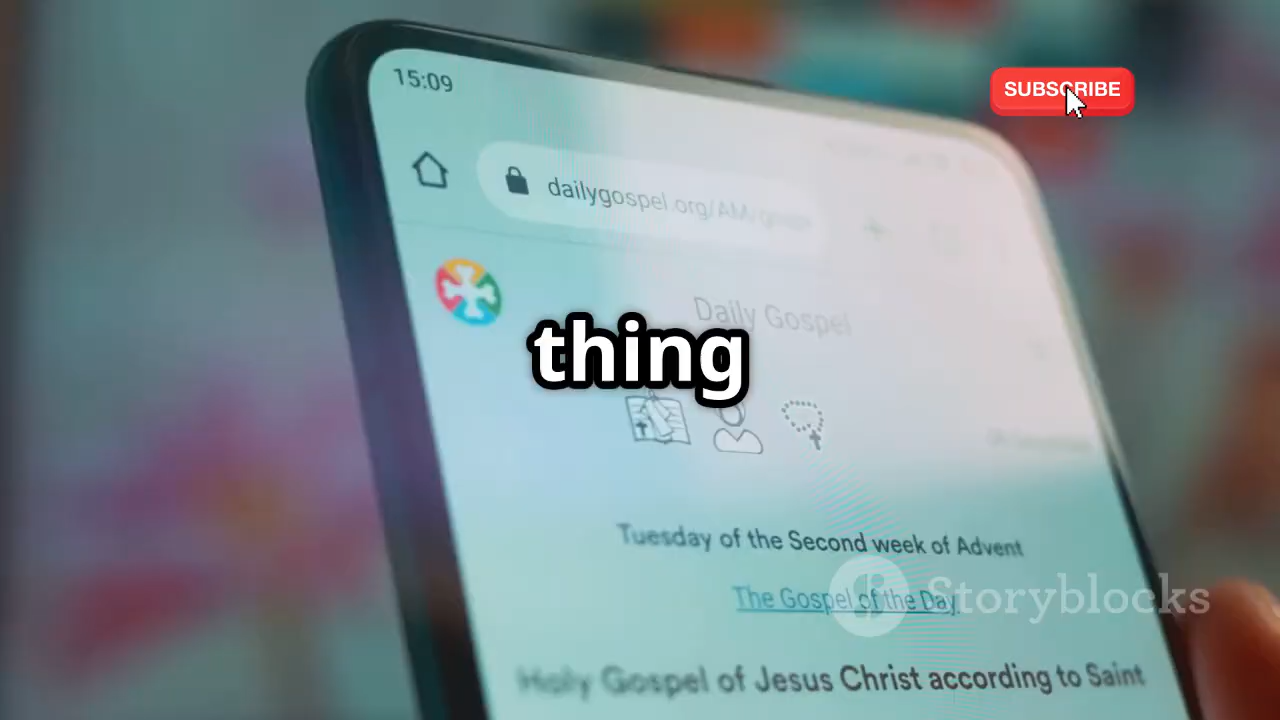 15:09
SUBSCRIBE
dailygospel.org/AM/
Daily Gospel
thing
Tuesday of the Second week of Advent
The Gospel of the Day
Storyblocks
Holy Gospel of Jesus Christ according to Saint